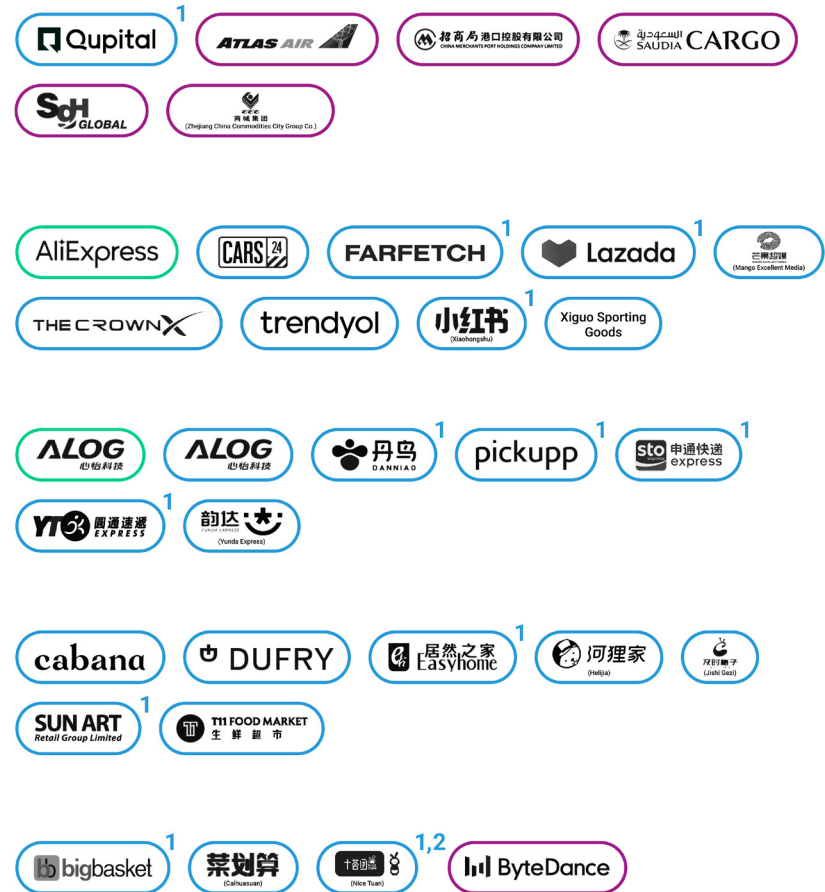 Qupital
1
ATLAS AIR
招商局港口控股有限公司
CHINA MERCHANTS PORT HOLDINGS COMPANY LIMITED
السعودية
SAUDIA CARGO
SGH
GLOBAL
商城集团
(Zhejiang China Commodities City Group Co.)
AliExpress
CARS 24
FARFETCH
1
Lazada
1
芒果超媒
(Mango Excellent Media)
THE CROWNX
trendyol
小红书
(Xiaohongshu)
1
Xiguo Sporting
Goods
ALOG
心怡科技
ALOG
心怡科技
丹鸟
DANNIAO
1
pickupp
1
sto
express
申通快递
express
1
YTO
圆通速递
EXPRESS
1
韵达
YUNDA EXPRESS
(Yunda Express)
cabana
DUFRY
居然之家
Easyhome
1
河狸家
(Helijia)
及时鸽子
(Jishi Gezi)
SUN ART
Retail Group Limited
1
T11 FOOD MARKET
生鲜超市
bb bigbasket
1
菜划算
(Caihuasuan)
十荟团
(Nice Tuan)
1,2
ByteDance